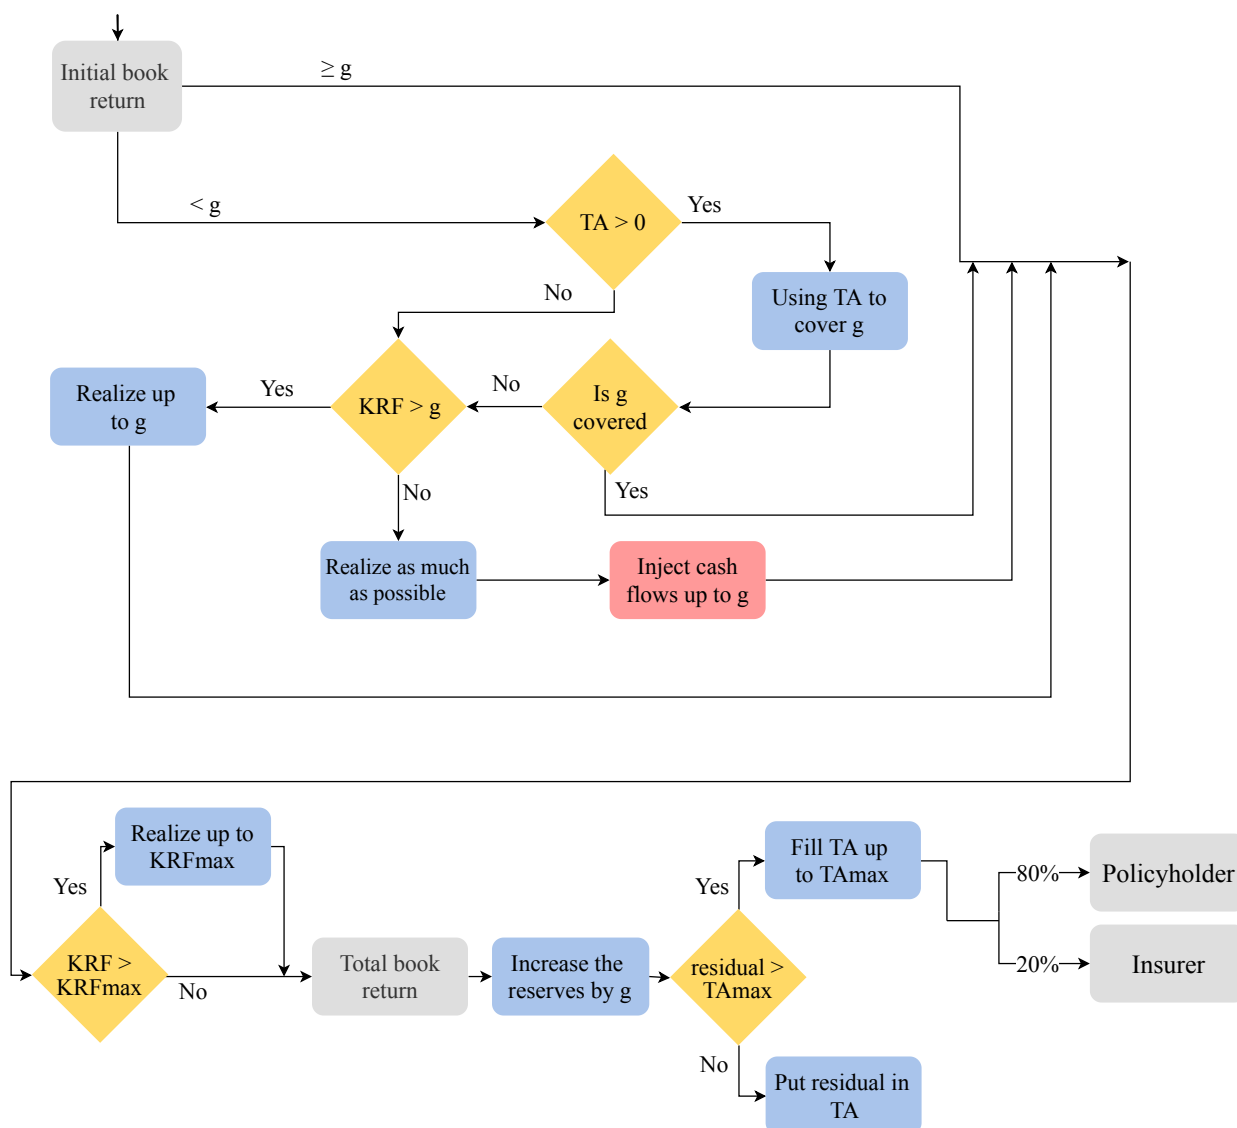 Initial book
return
≥ g
< g
TA > 0
Yes
No
Using TA to
cover g
Realize up
to g
Yes
KRF > g
No
Is g
covered
No
Yes
Realize as much
as possible
Inject cash
flows up to g
Realize up to
KRFmax
Yes
KRF >
KRFmax
No
Total book
return
Increase the
reserves by g
residual >
TAmax
Yes
Fill TA up
to TAmax
80%
Policyholder
20%
Insurer
No
Put residual in
TA